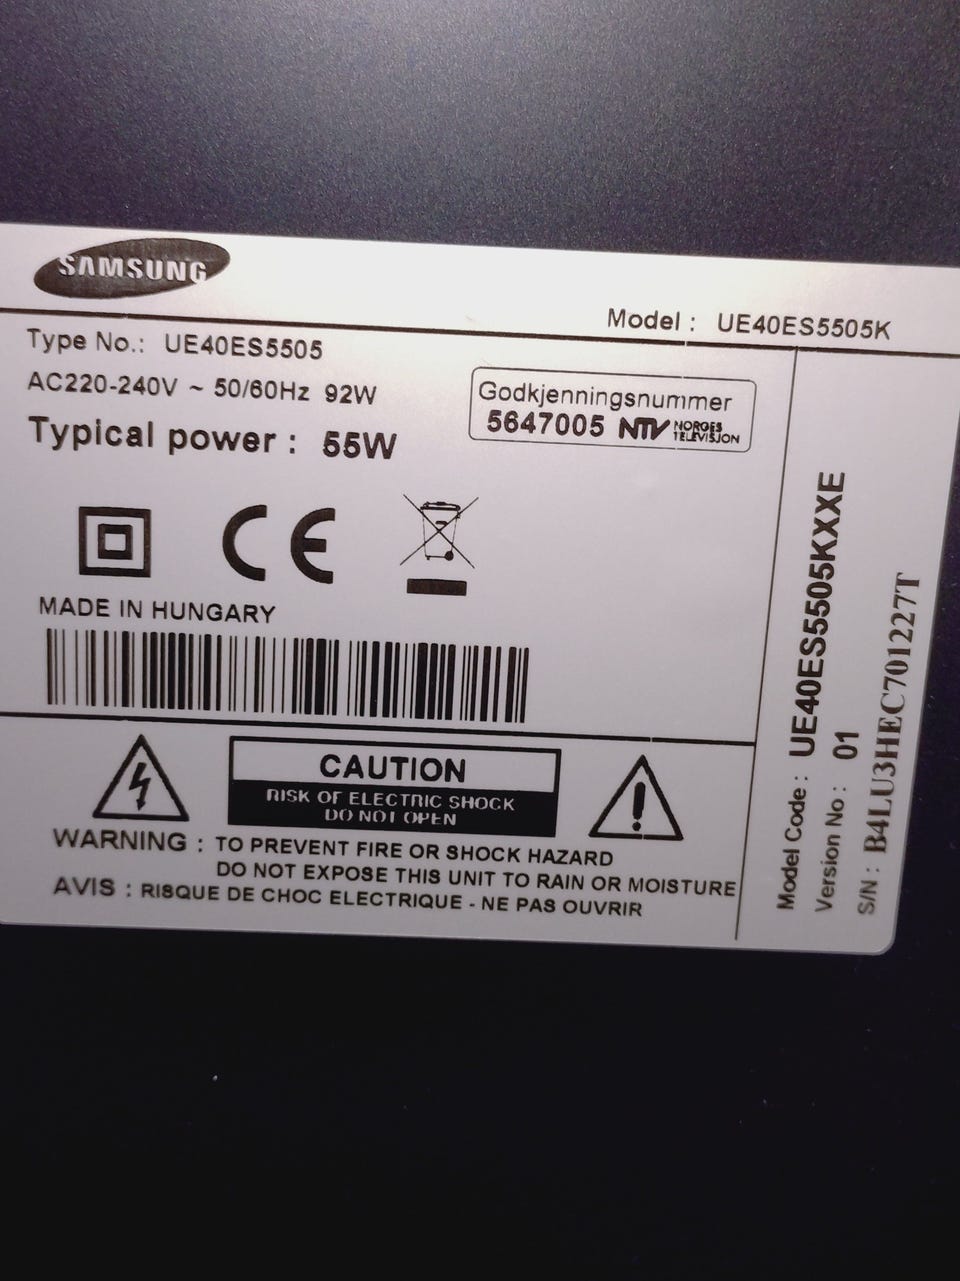 SAMSUNG
Model : UE40ES5505K
Type No.: UE40ES5505
AC220-240V ~ 50/60Hz 92W
Typical power : 55W
Godkjenningsnummer
5647005 NTV NORGES
TELEVISJON
CE
MADE IN HUNGARY
CAUTION
RISK OF ELECTRIC SHOCK
DO NOT OPEN
WARNING : TO PREVENT FIRE OR SHOCK HAZARD
DO NOT EXPOSE THIS UNIT TO RAIN OR MOISTURE
AVIS : RISQUE DE CHOC ELECTRIQUE - NE PAS OUVRIR
Model Code : UE40ES5505KXXE
Version No : 01
S/N : B4LU3HEC701227T